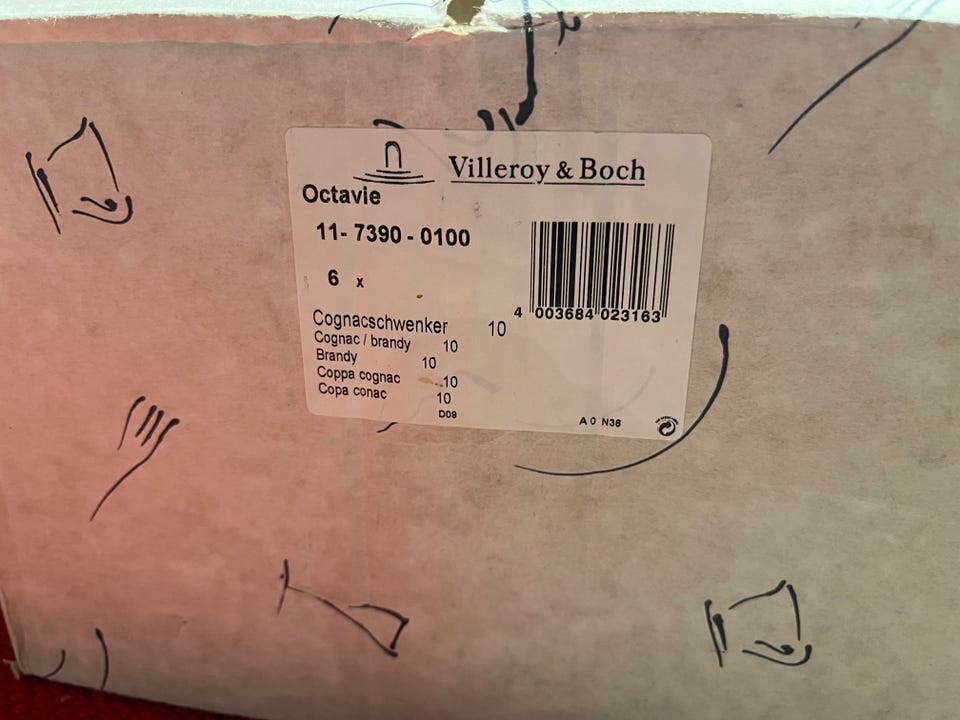 Villeroy & Boch
Octavie
11- 7390 - 0100
6 x
4 003684 023163
Cognacschwenker 10
Cognac / brandy 10
Brandy 10
Coppa cognac 10
Copa conac 10
D09
A 0 N36